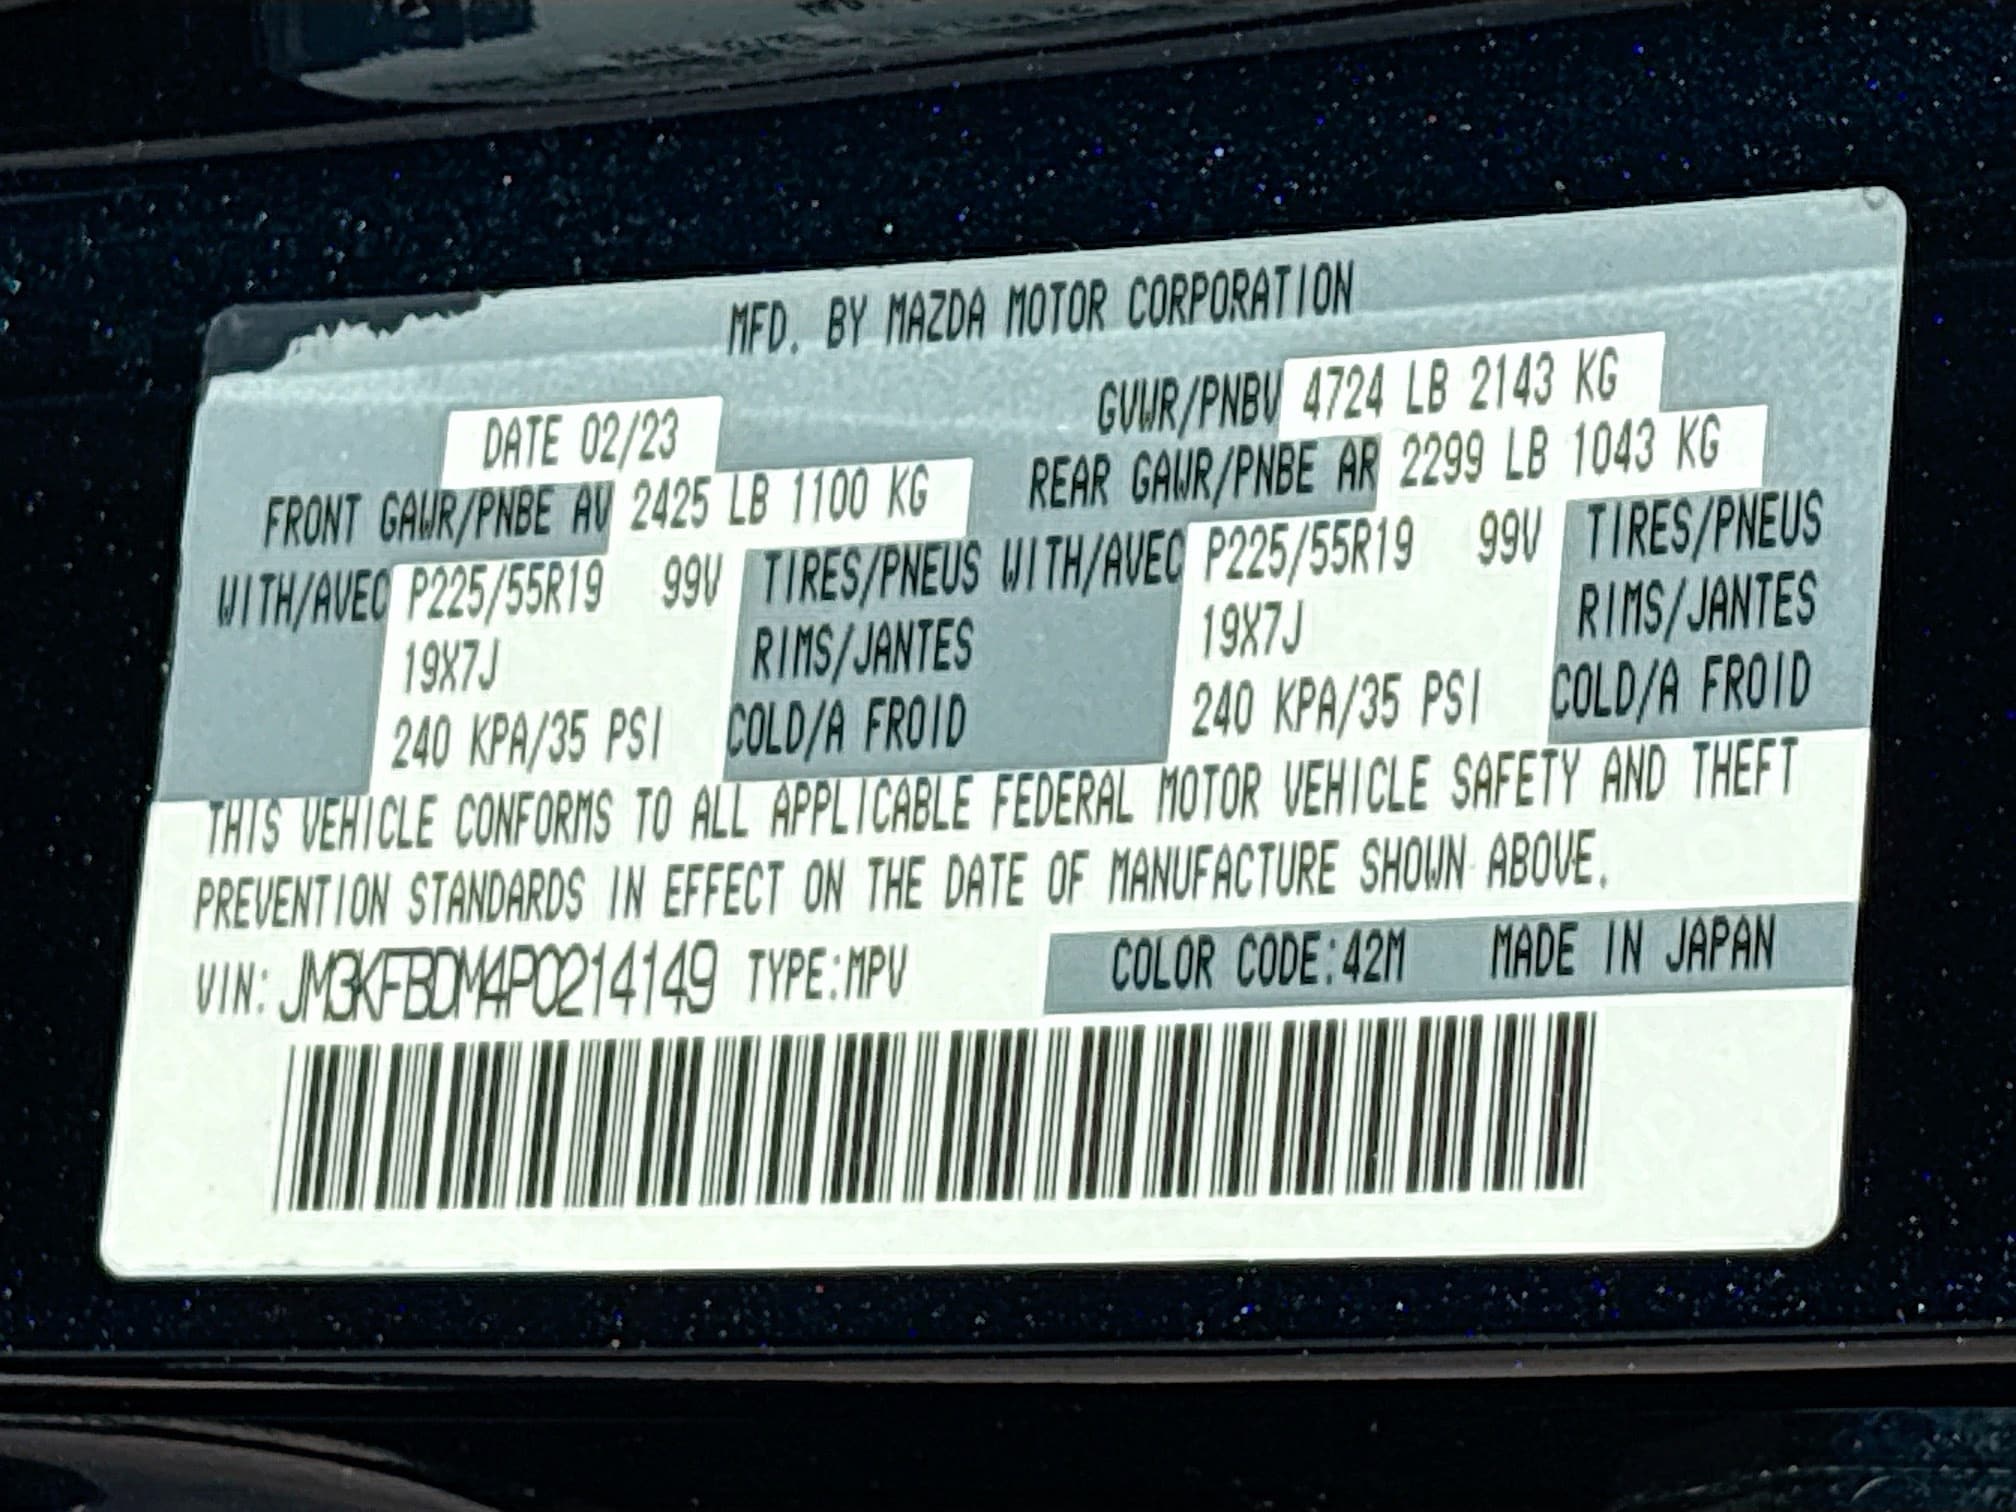 MFD. BY MAZDA MOTOR CORPORATION
DATE 02/23 GVWR/PNBV 4724 LB 2143 KG
FRONT GAWR/PNBE AV 2425 LB 1100 KG REAR GAWR/PNBE AR 2299 LB 1043 KG
WITH/AVEC P225/55R19 99V TIRES/PNEUS WITH/AVEC P225/55R19 99V TIRES/PNEUS
19X7J RIMS/JANTES 19X7J RIMS/JANTES
240 KPA/35 PSI COLD/A FROID 240 KPA/35 PSI COLD/A FROID
THIS VEHICLE CONFORMS TO ALL APPLICABLE FEDERAL MOTOR VEHICLE SAFETY AND THEFT
PREVENTION STANDARDS IN EFFECT ON THE DATE OF MANUFACTURE SHOWN ABOVE.
VIN: JM3KFBDM4P0214149 TYPE:MPV COLOR CODE:42M MADE IN JAPAN